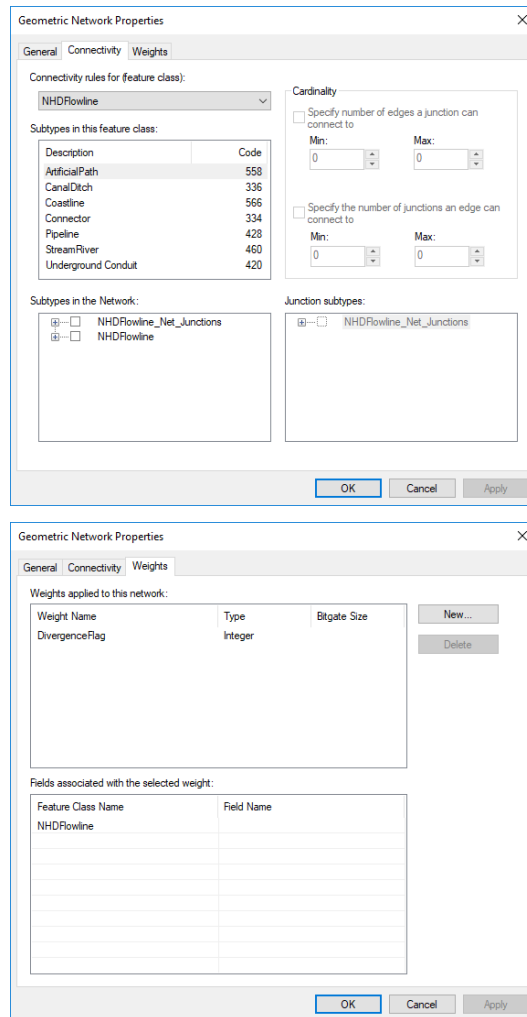 Geometric Network Properties
General Connectivity Weights
Connectivity rules for (feature class):
NHDFlowline
Subtypes in this feature class:
Description Code
ArtificialPath 558
CanalDitch 336
Coastline 566
Connector 334
Pipeline 428
StreamRiver 460
Underground Conduit 420
Cardinality
Specify number of edges a junction can
connect to
Min: Max:
0 0
Specify the number of junctions an edge can
connect to
Min: Max:
0 0
Subtypes in the Network:
NHDFlowline_Net_Junctions
NHDFlowline
Junction subtypes:
NHDFlowline_Net_Junctions
OK Cancel Apply
Geometric Network Properties
General Connectivity Weights
Weights applied to this network:
Weight Name Type Bitgate Size
DivergenceFlag Integer
New...
Delete
Fields associated with the selected weight:
Feature Class Name Field Name
NHDFlowline
OK Cancel Apply